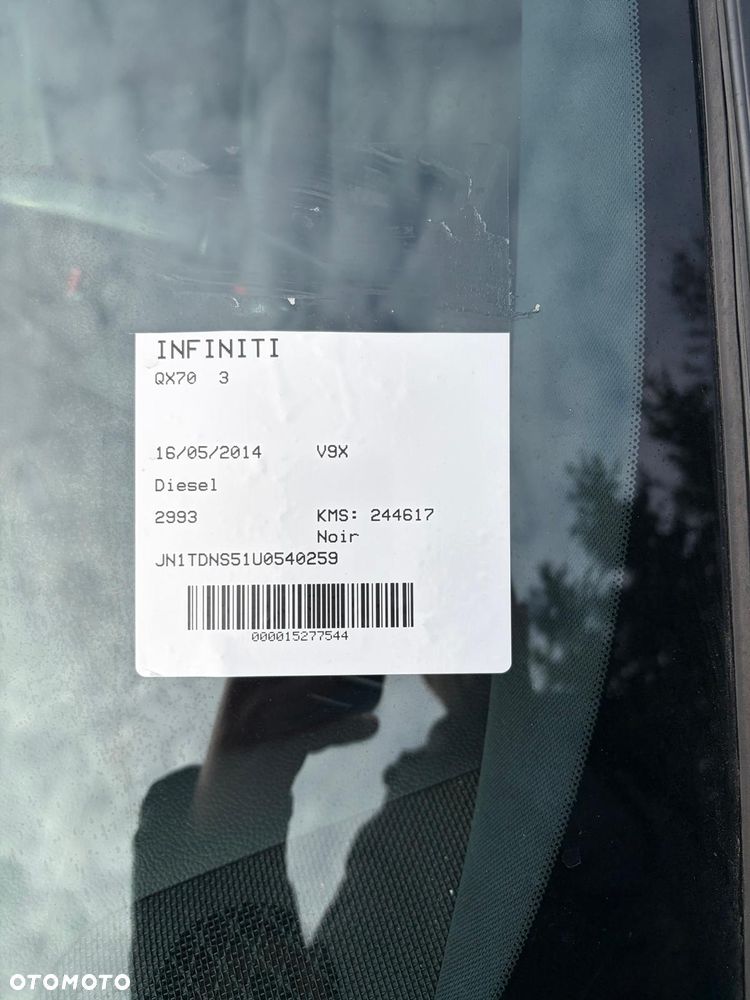 INFINITI
QX70 3
16/05/2014 V9X
Diesel
2993 KMS: 244617
Noir
JN1TDNS51U0540259
000015277544
OTOMOTO